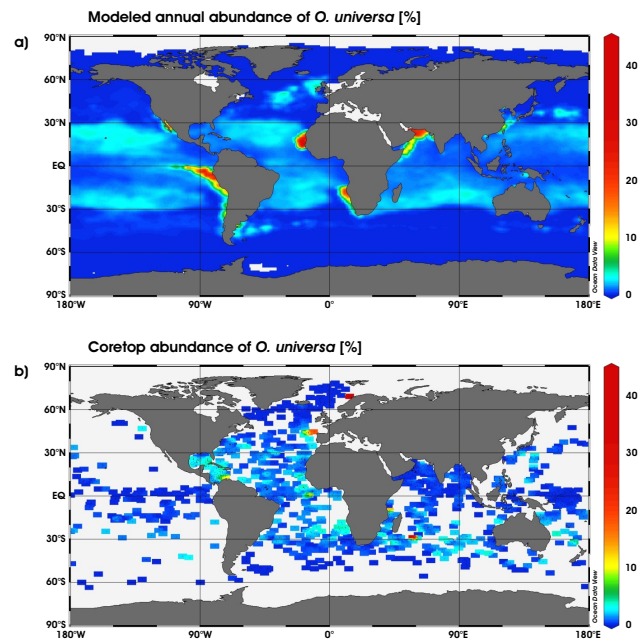 Modeled annual abundance of O. universa [%]
a)
90°N
60°N
30°N
EQ
30°S
60°S
90°S
180°W
90°W
0°
90°E
180°E
Ocean Data View
40
30
20
10
0
Coretop abundance of O. universa [%]
b)
90°N
60°N
30°N
EQ
30°S
60°S
90°S
180°W
90°W
0°
90°E
180°E
Ocean Data View
40
30
20
10
0